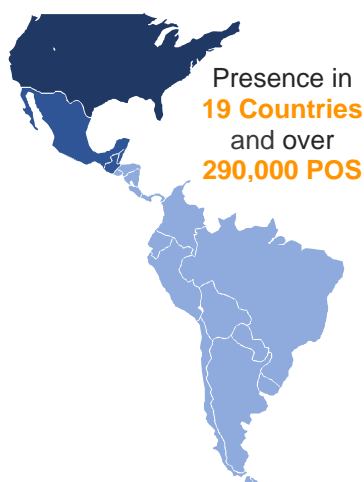 Presence in
19 Countries
and over
290,000 POS